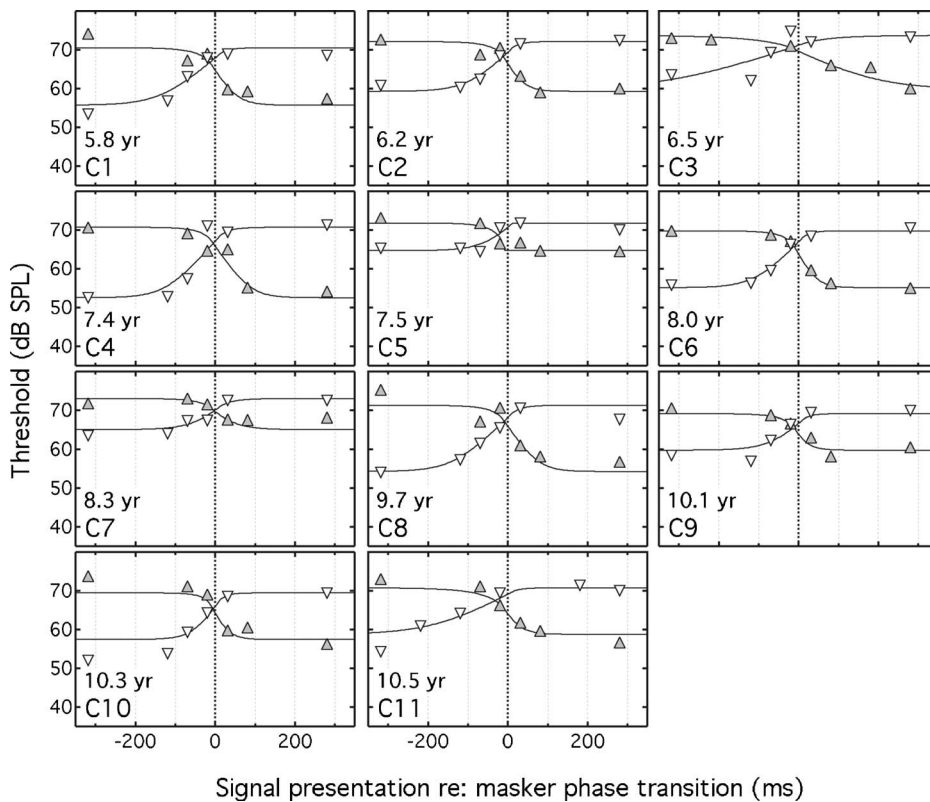 Threshold (dB SPL)
70
60
50
40
5.8 yr
C1
6.2 yr
C2
6.5 yr
C3
70
60
50
40
7.4 yr
C4
7.5 yr
C5
8.0 yr
C6
70
60
50
40
8.3 yr
C7
9.7 yr
C8
10.1 yr
C9
70
60
50
40
10.3 yr
C10
10.5 yr
C11
-200 0 200
-200 0 200
Signal presentation re: masker phase transition (ms)